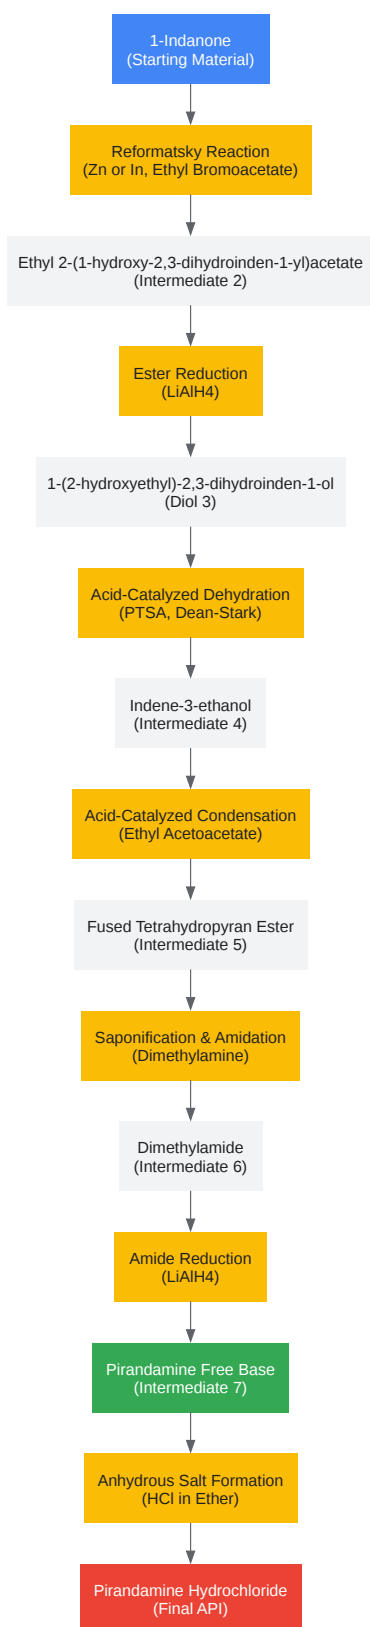 1-Indanone
(Starting Material)
Reformatsky Reaction
(Zn or In, Ethyl Bromoacetate)
Ethyl 2-(1-hydroxy-2,3-dihydroinden-1-yl)acetate
(Intermediate 2)
Ester Reduction
(LiAlH4)
1-(2-hydroxyethyl)-2,3-dihydroinden-1-ol
(Diol 3)
Acid-Catalyzed Dehydration
(PTSA, Dean-Stark)
Indene-3-ethanol
(Intermediate 4)
Acid-Catalyzed Condensation
(Ethyl Acetoacetate)
Fused Tetrahydropyran Ester
(Intermediate 5)
Saponification & Amidation
(Dimethylamine)
Dimethylamide
(Intermediate 6)
Amide Reduction
(LiAlH4)
Pirandamine Free Base
(Intermediate 7)
Anhydrous Salt Formation
(HCl in Ether)
Pirandamine Hydrochloride
(Final API)